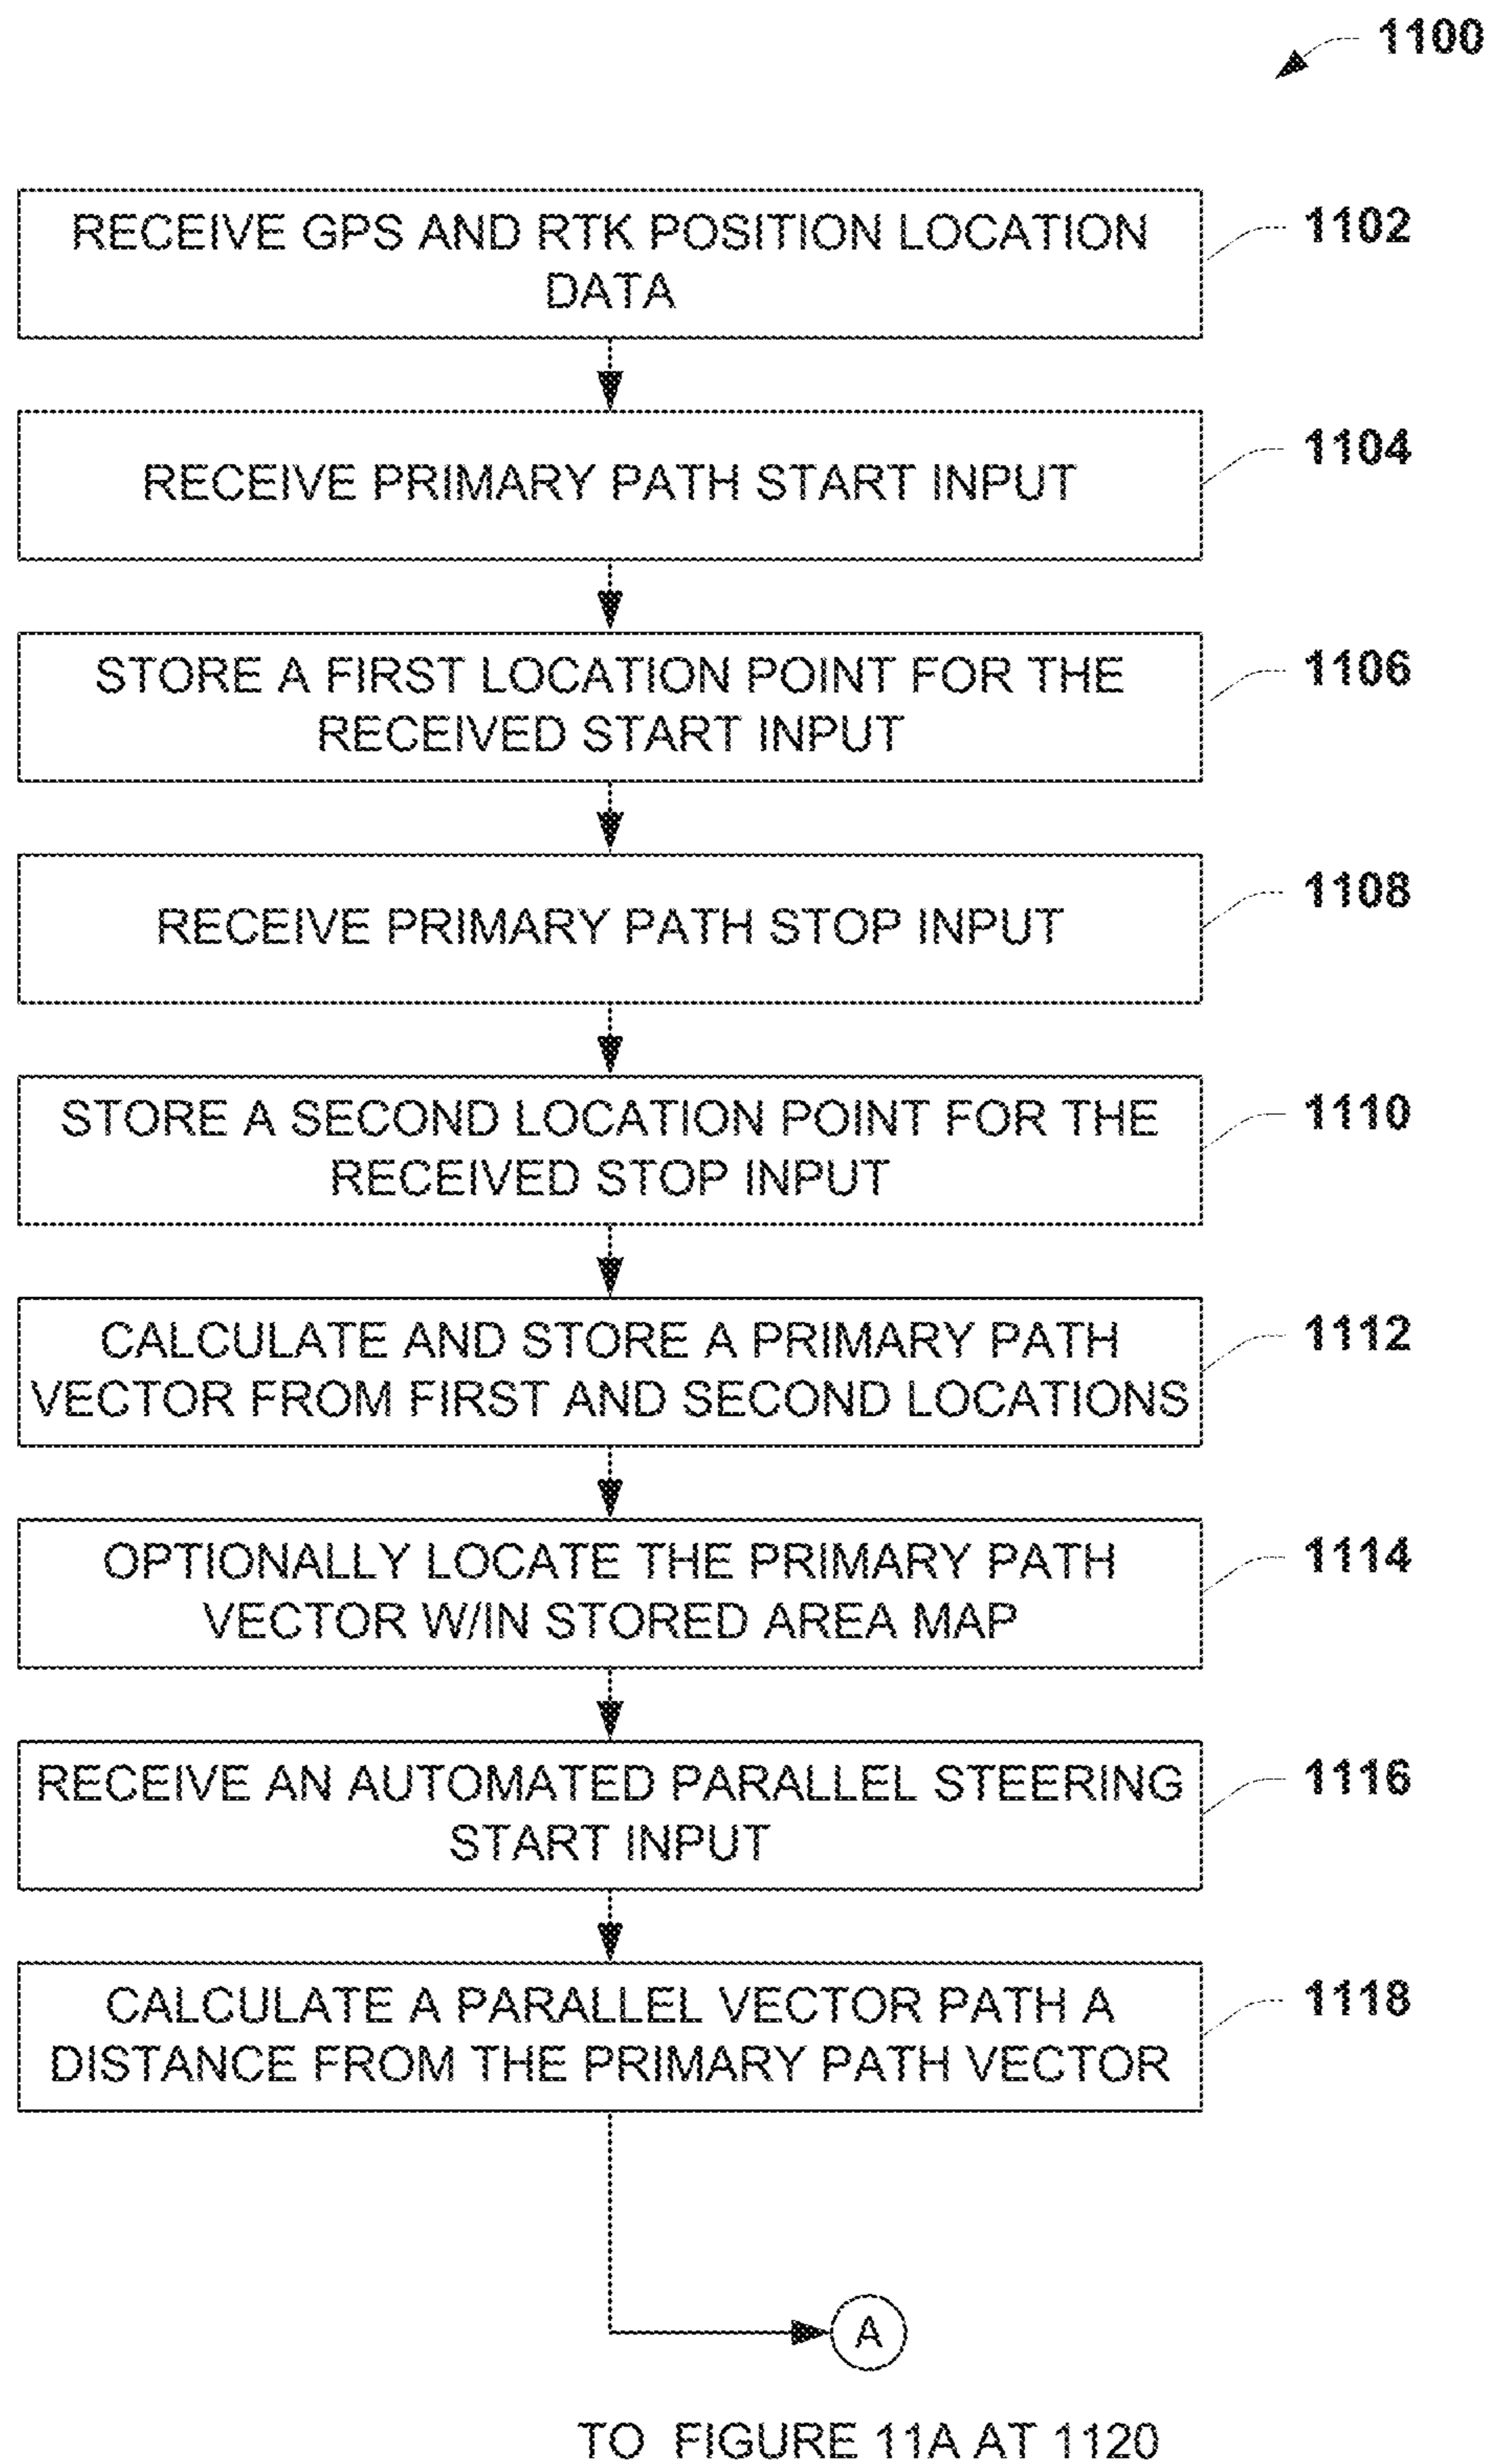 1100
RECEIVE GPS AND RTK POSITION LOCATION
DATA
1102
RECEIVE PRIMARY PATH START INPUT
1104
STORE A FIRST LOCATION POINT FOR THE
RECEIVED START INPUT
1106
RECEIVE PRIMARY PATH STOP INPUT
1108
STORE A SECOND LOCATION POINT FOR THE
RECEIVED STOP INPUT
1110
CALCULATE AND STORE A PRIMARY PATH
VECTOR FROM FIRST AND SECOND LOCATIONS
1112
OPTIONALLY LOCATE THE PRIMARY PATH
VECTOR W/IN STORED AREA MAP
1114
RECEIVE AN AUTOMATED PARALLEL STEERING
START INPUT
1116
CALCULATE A PARALLEL VECTOR PATH A
DISTANCE FROM THE PRIMARY PATH VECTOR
1118
A
TO FIGURE 11A AT 1120